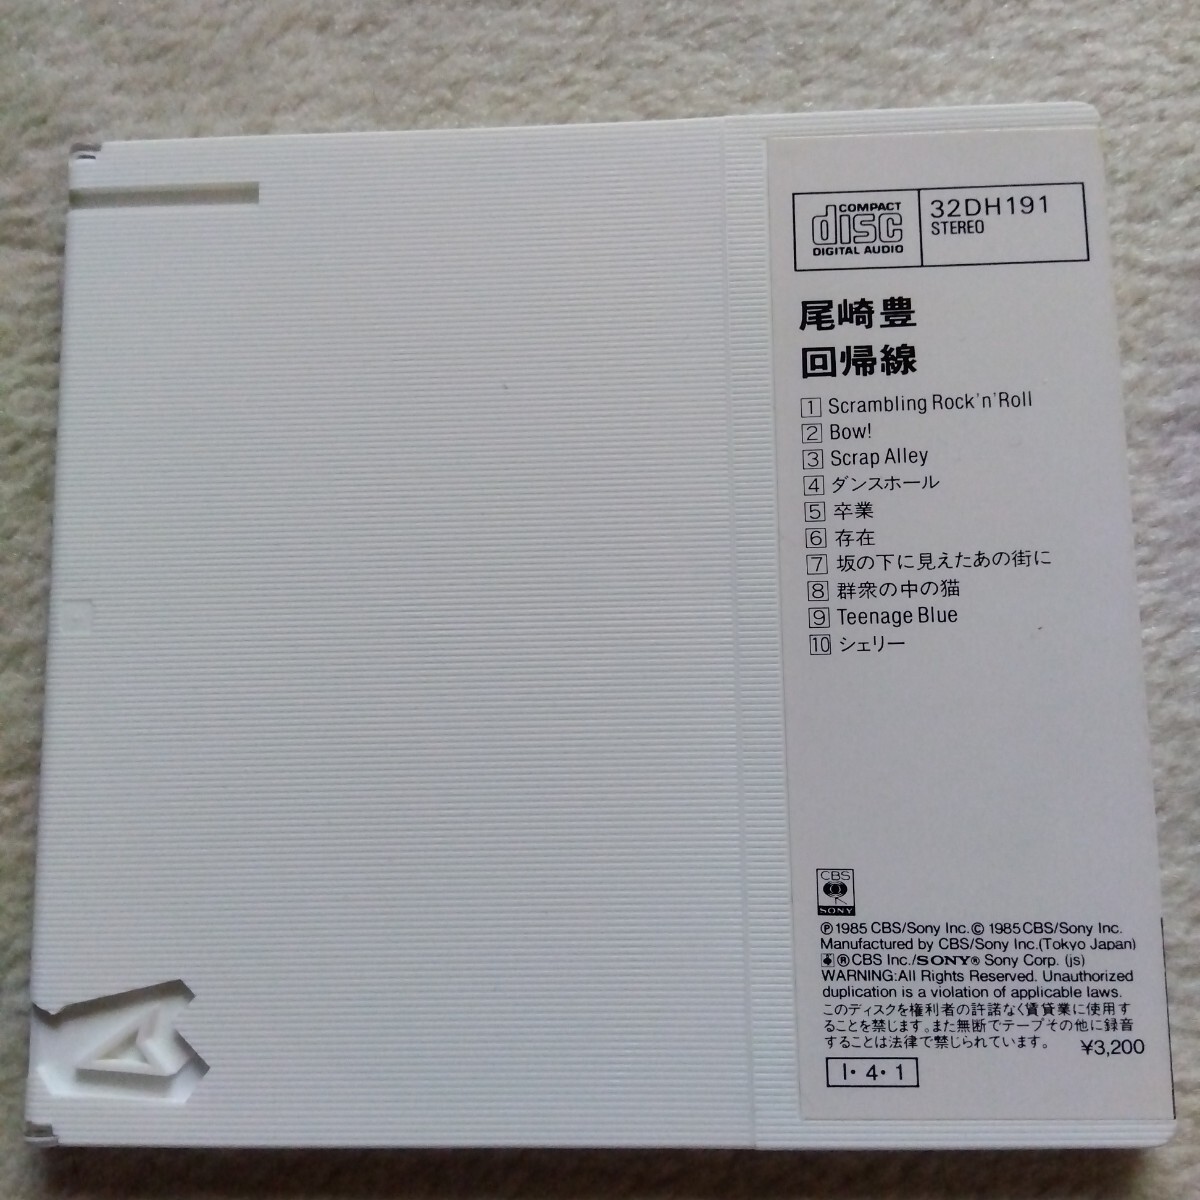 COMPACT
disc
DIGITAL AUDIO
32DH191
STEREO
尾崎豊
回帰線
1 Scrambling Rock'n'Roll
2 Bow!
3 Scrap Alley
4 ダンスホール
5 卒業
6 存在
7 坂の下に見えたあの街に
8 群衆の中の猫
9 Teenage Blue
10 シェリー
CBS
SONY
Ⓟ1985 CBS/Sony Inc.© 1985 CBS/Sony Inc.
Manufactured by CBS/Sony Inc.(Tokyo Japan)
®CBS Inc./SONY® Sony Corp. (js)
WARNING:All Rights Reserved. Unauthorized
duplication is a violation of applicable laws.
このディスクを権利者の許諾なく賃貸業に使用す
ることを禁じます。また無断でテープその他に録音
することは法律で禁じられています。 ¥3,200
I・4・1